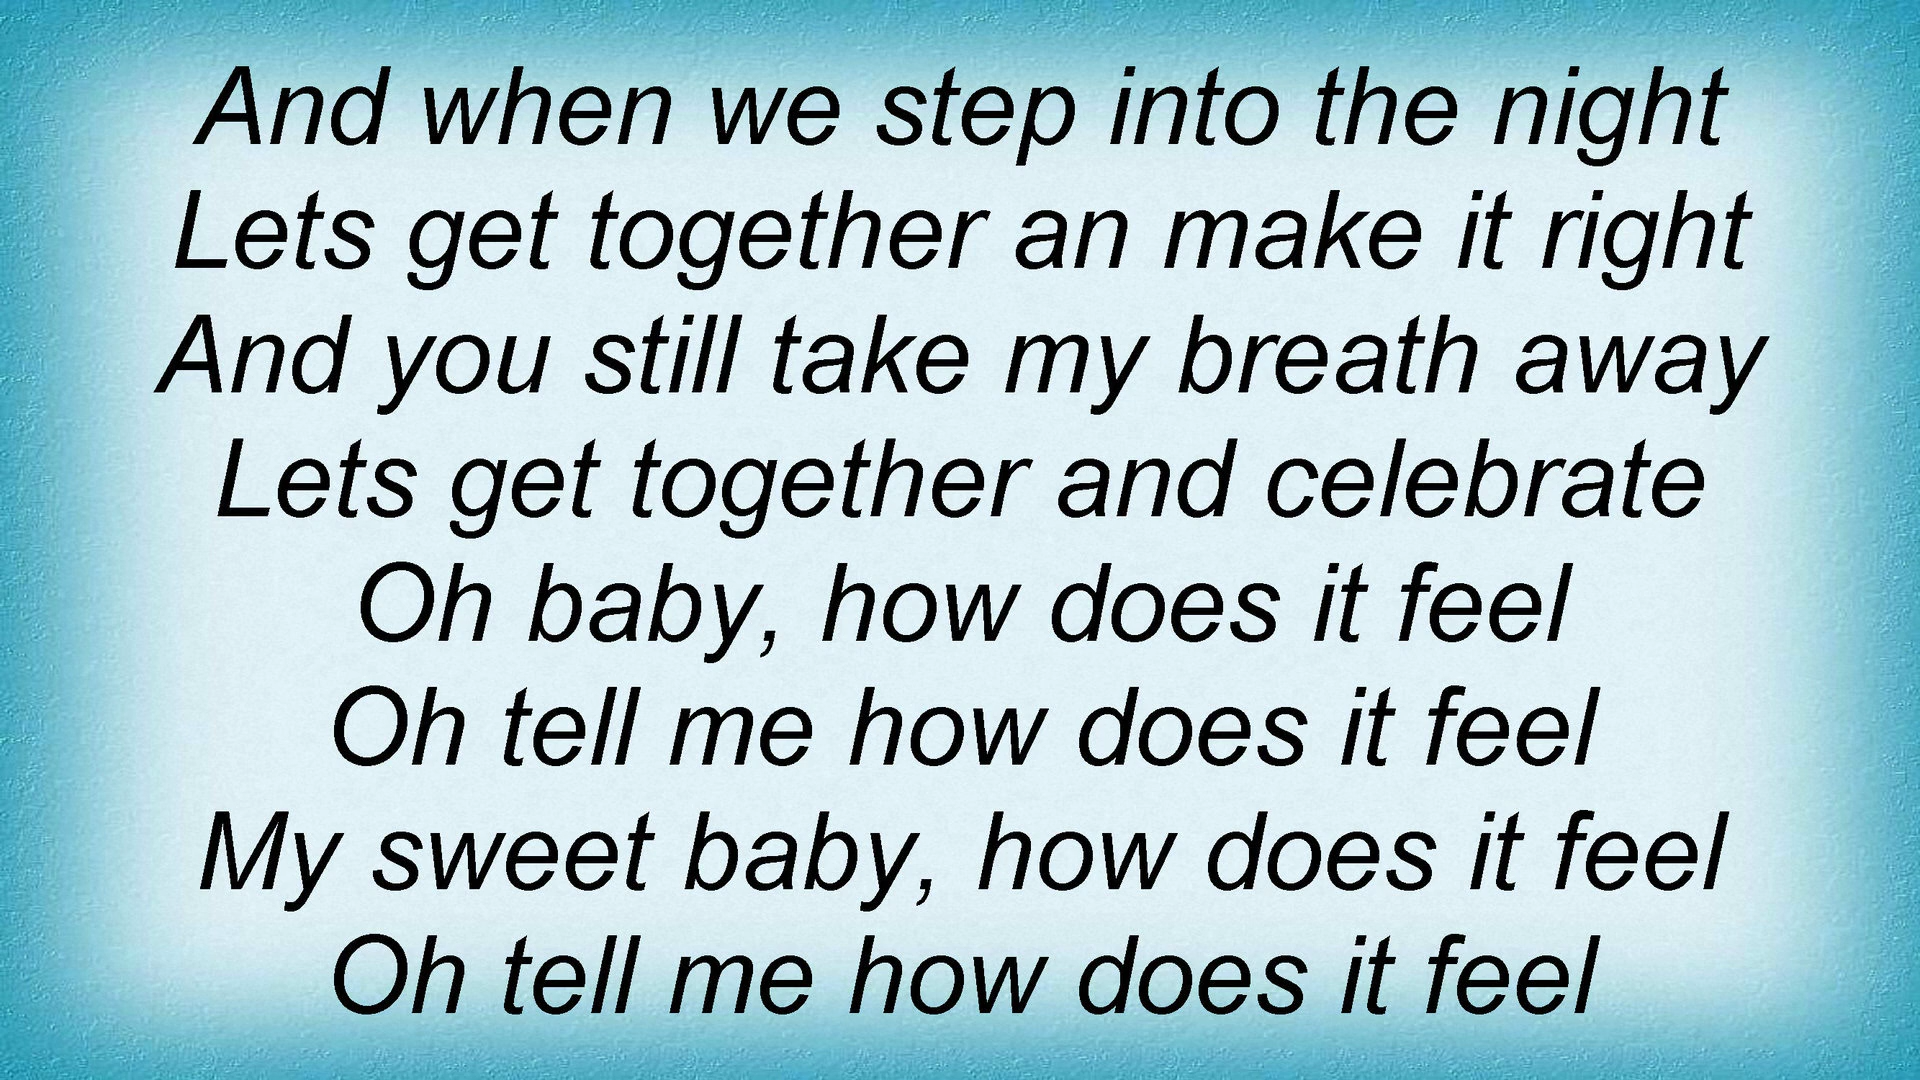 And when we step into the night
Lets get together an make it right
And you still take my breath away
Lets get together and celebrate
Oh baby, how does it feel
Oh tell me how does it feel
My sweet baby, how does it feel
Oh tell me how does it feel